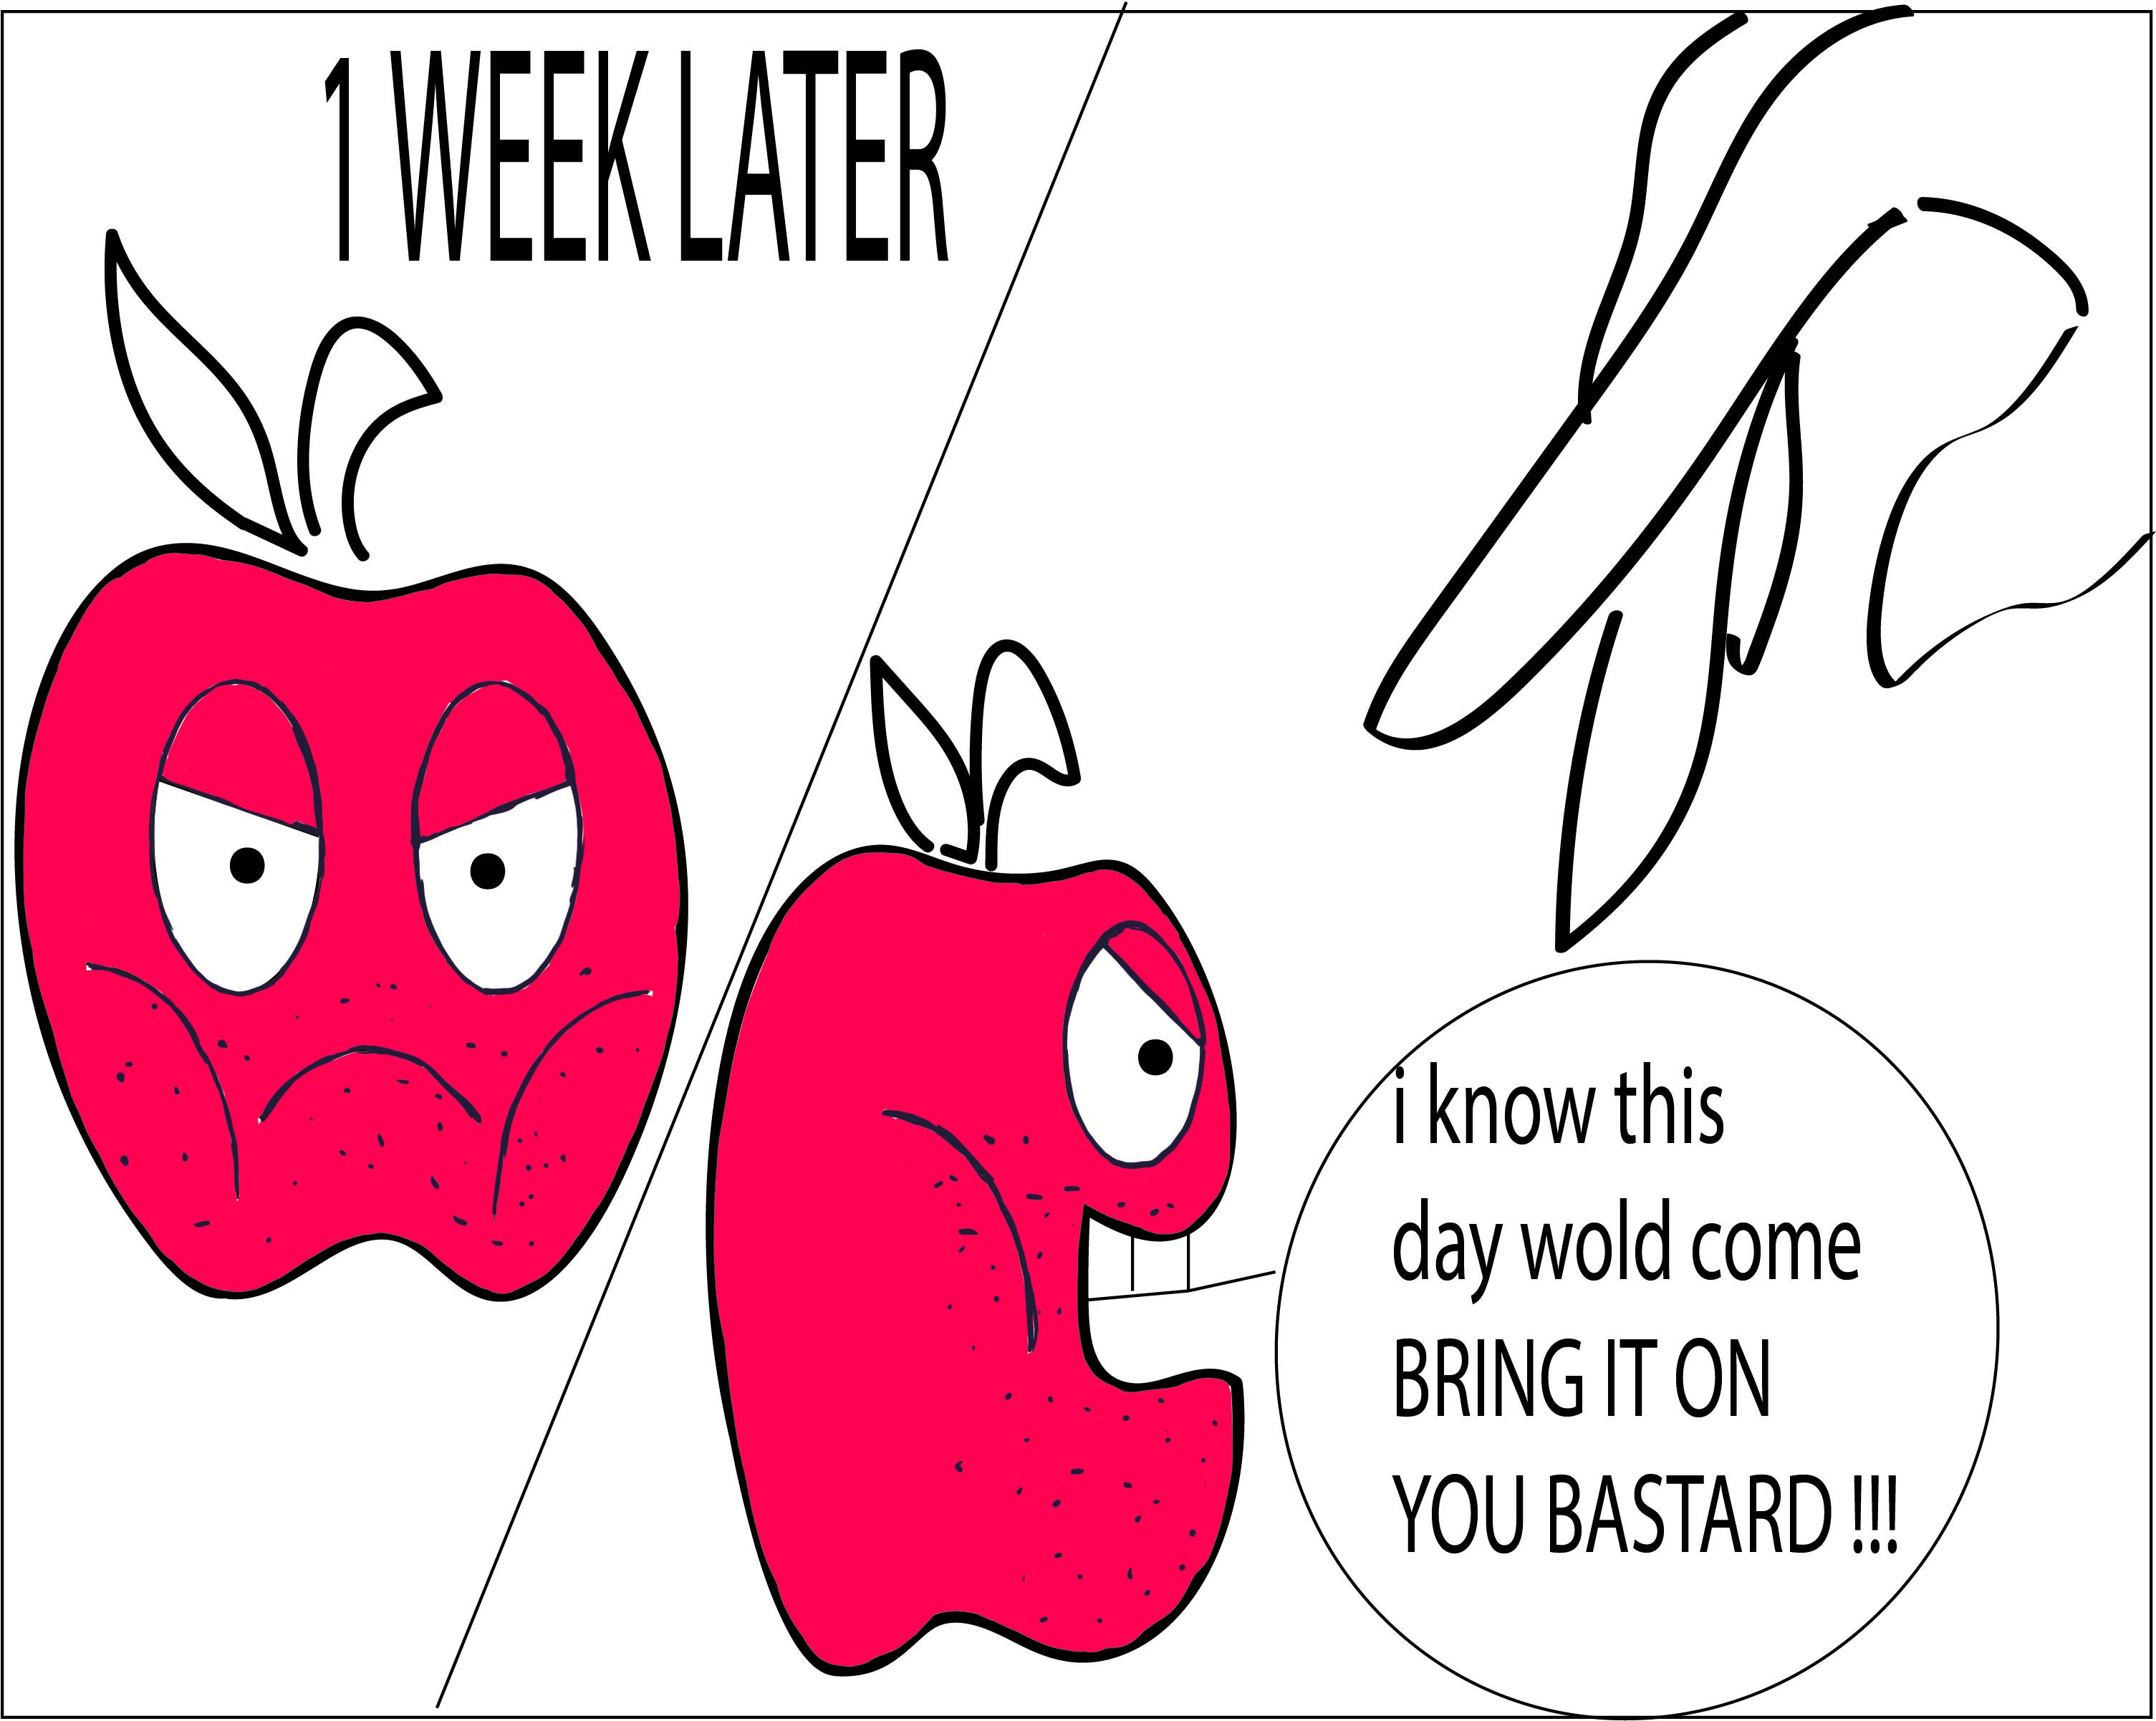 1 WEEK LATER
i know this
day wold come
BRING IT ON
YOU BASTARD !!!